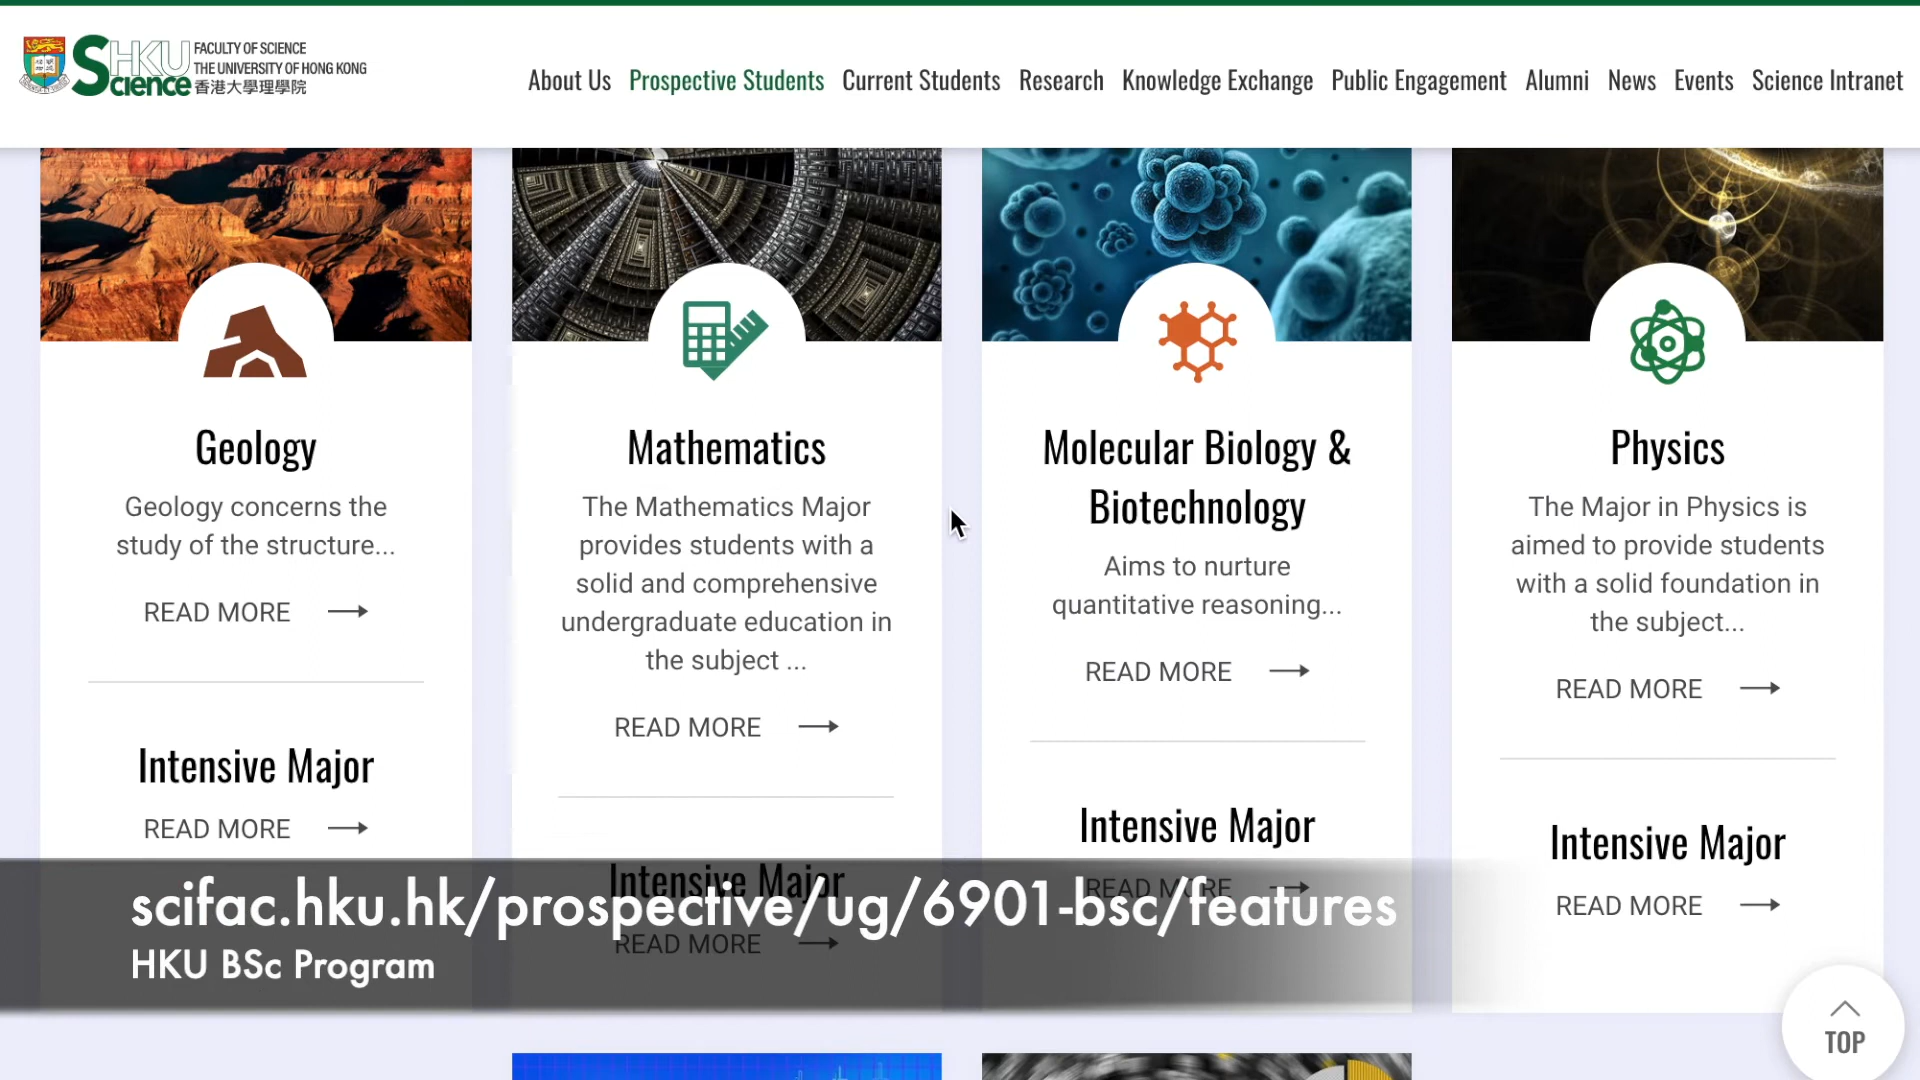 SHKU Science
FACULTY OF SCIENCE
THE UNIVERSITY OF HONG KONG
香港大學理學院
About Us Prospective Students Current Students Research Knowledge Exchange Public Engagement Alumni News Events Science Intranet
Geology
Geology concerns the
study of the structure...
READ MORE
Intensive Major
READ MORE
Mathematics
The Mathematics Major
provides students with a
solid and comprehensive
undergraduate education in
the subject ...
READ MORE
Intensive Major
READ MORE
Molecular Biology &
Biotechnology
Aims to nurture
quantitative reasoning...
READ MORE
Intensive Major
READ MORE
Physics
The Major in Physics is
aimed to provide students
with a solid foundation in
the subject...
READ MORE
Intensive Major
READ MORE
scifac.hku.hk/prospective/ug/6901-bsc/features
HKU BSc Program
TOP